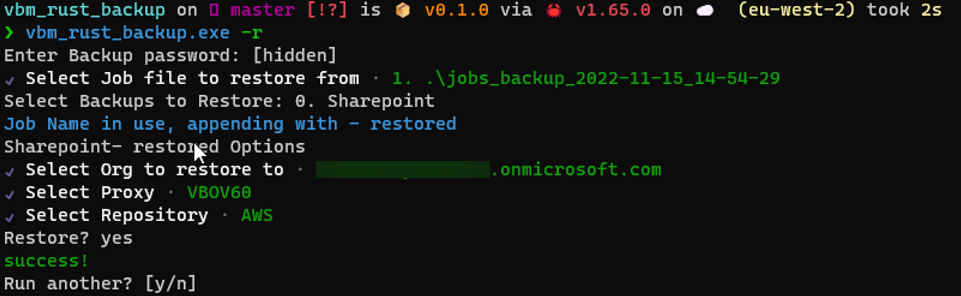 vbm_rust_backup on master [!?] is 📦 v0.1.0 via 🦀 v1.65.0 on ☁ (eu-west-2) took 2s
❯ vbm_rust_backup.exe -r
Enter Backup password: [hidden]
✓ Select Job file to restore from · 1. .\jobs_backup_2022-11-15_14-54-29
Select Backups to Restore: 0. Sharepoint
Job Name in use, appending with - restored
Sharepoint- restored Options
✓ Select Org to restore to · .onmicrosoft.com
✓ Select Proxy · VBOV60
✓ Select Repository · AWS
Restore? yes
success!
Run another? [y/n]